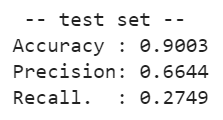 -- test set --
Accuracy : 0.9003
Precision: 0.6644
Recall.  : 0.2749